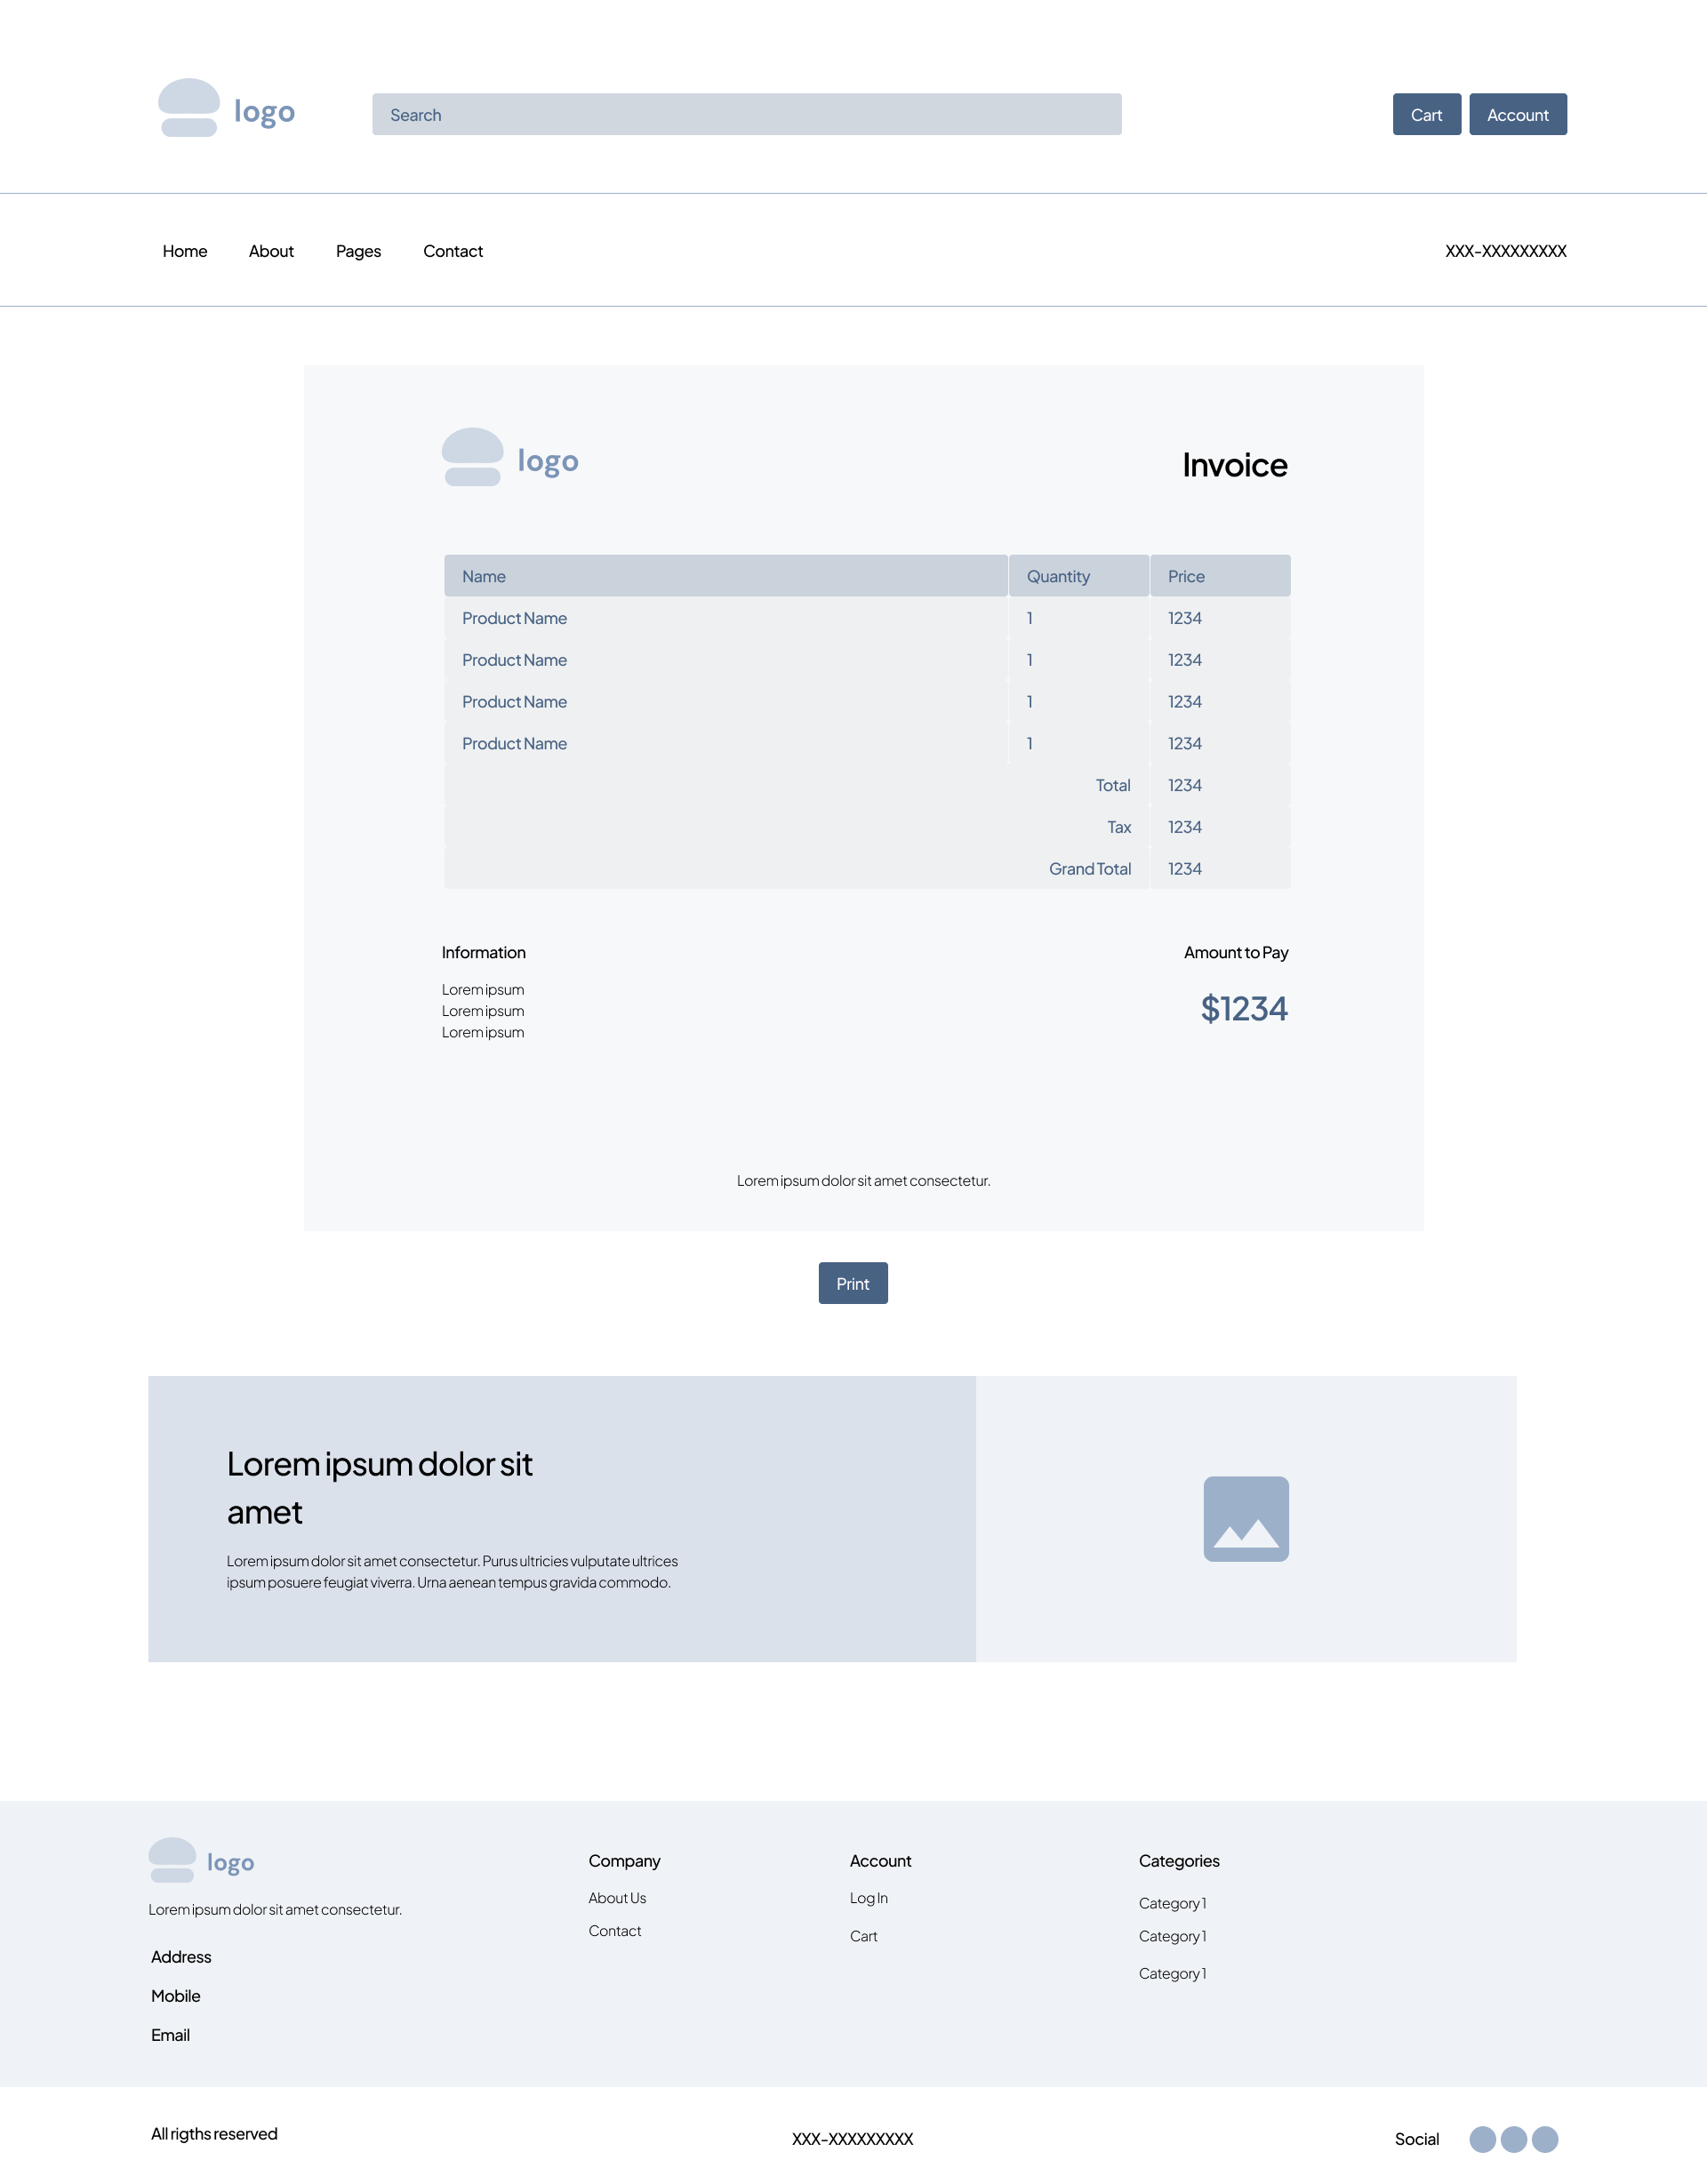 logo
Search
Cart
Account
Home
About
Pages
Contact
XXX-XXXXXXXXX
logo
Invoice
Name Quantity Price
Product Name 1 1234
Product Name 1 1234
Product Name 1 1234
Product Name 1 1234
Total 1234
Tax 1234
Grand Total 1234
Information
Lorem ipsum
Lorem ipsum
Lorem ipsum
Amount to Pay
$1234
Lorem ipsum dolor sit amet consectetur.
Print
Lorem ipsum dolor sit
amet
Lorem ipsum dolor sit amet consectetur. Purus ultricies vulputate ultrices
ipsum posuere feugiat viverra. Urna aenean tempus gravida commodo.
logo
Lorem ipsum dolor sit amet consectetur.
Address
Mobile
Email
Company
About Us
Contact
Account
Log In
Cart
Categories
Category 1
Category 1
Category 1
All rigths reserved
XXX-XXXXXXXXX
Social